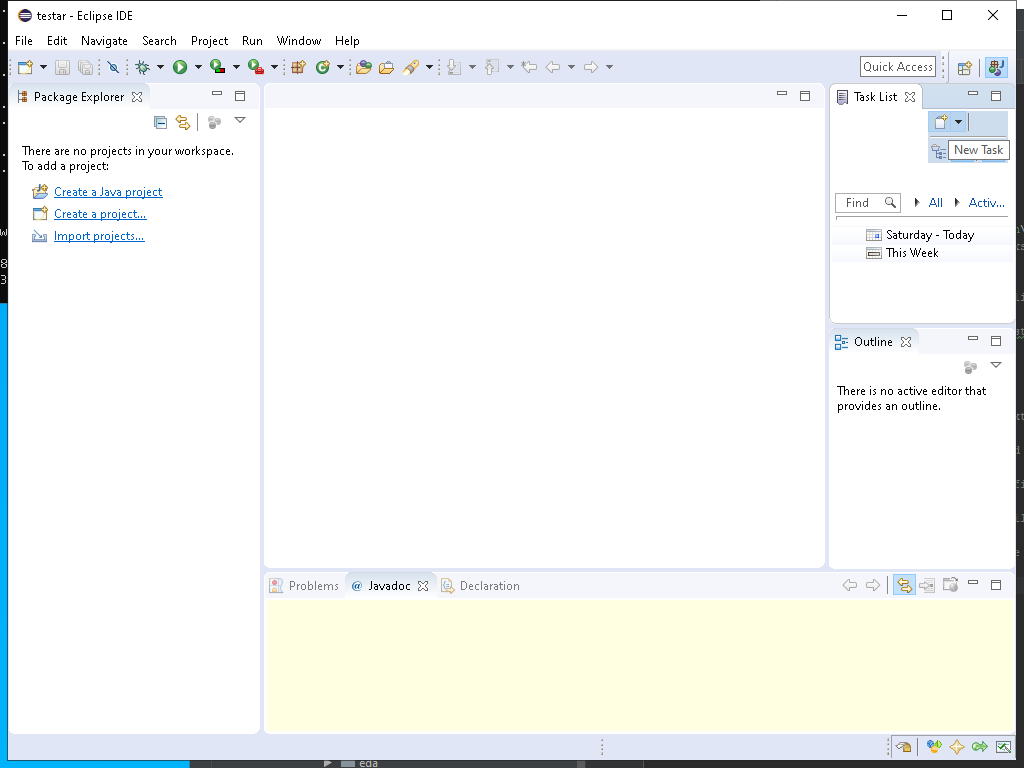 testar - Eclipse IDE
File Edit Navigate Search Project Run Window Help
Quick Access
Package Explorer
There are no projects in your workspace.
To add a project:
Create a Java project
Create a project...
Import projects...
Task List
New Task
Find All Activ...
Saturday - Today
This Week
Outline
There is no active editor that
provides an outline.
Problems @ Javadoc Declaration
eda